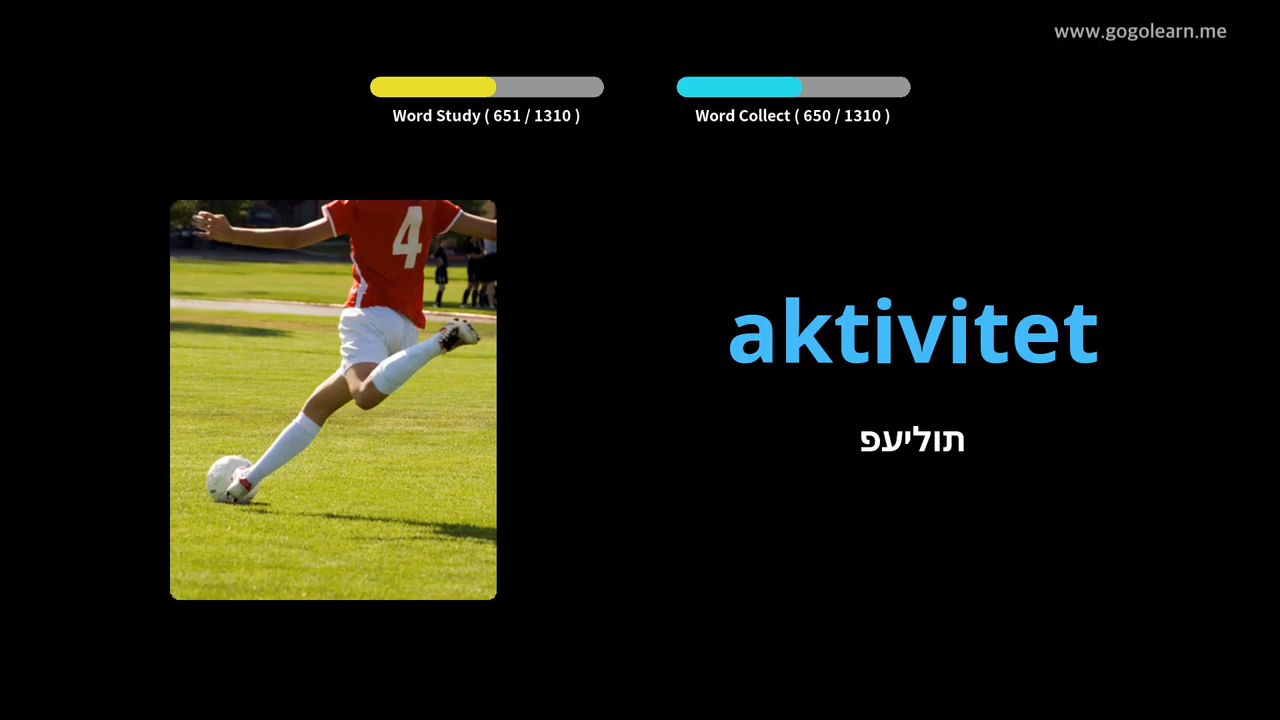 www.gogolearn.me
Word Study ( 651 / 1310 )
Word Collect ( 650 / 1310 )
4
aktivitet
תוליעפ